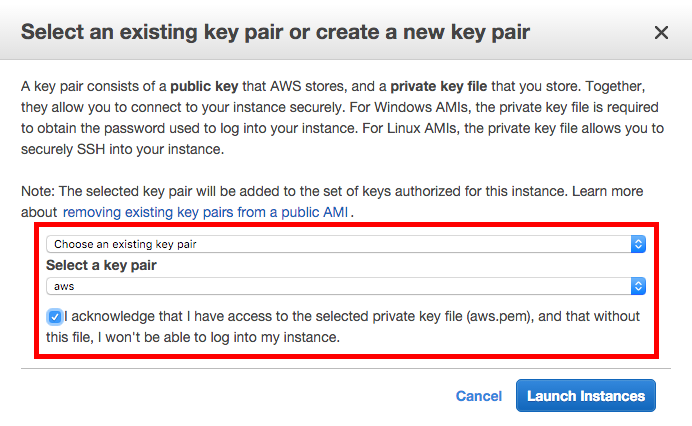 Select an existing key pair or create a new key pair
A key pair consists of a public key that AWS stores, and a private key file that you store. Together,
they allow you to connect to your instance securely. For Windows AMIs, the private key file is required
to obtain the password used to log into your instance. For Linux AMIs, the private key file allows you to
securely SSH into your instance.
Note: The selected key pair will be added to the set of keys authorized for this instance. Learn more
about removing existing key pairs from a public AMI .
Choose an existing key pair
Select a key pair
aws
I acknowledge that I have access to the selected private key file (aws.pem), and that without
this file, I won't be able to log into my instance.
Cancel Launch Instances